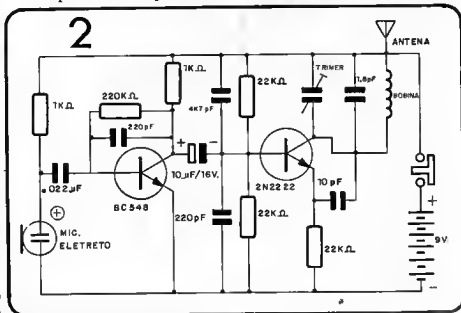 2
ANTENA
1KΩ
TRIMER
1KΩ
220KΩ
220pF
4K7pF
22KΩ
1,8pF
BOBINA
+ -
.022µF
10µF/16V.
2N2222
10pF
BC548
+
MIC.
ELETRETO
220pF
22KΩ
22KΩ
+
9V
-